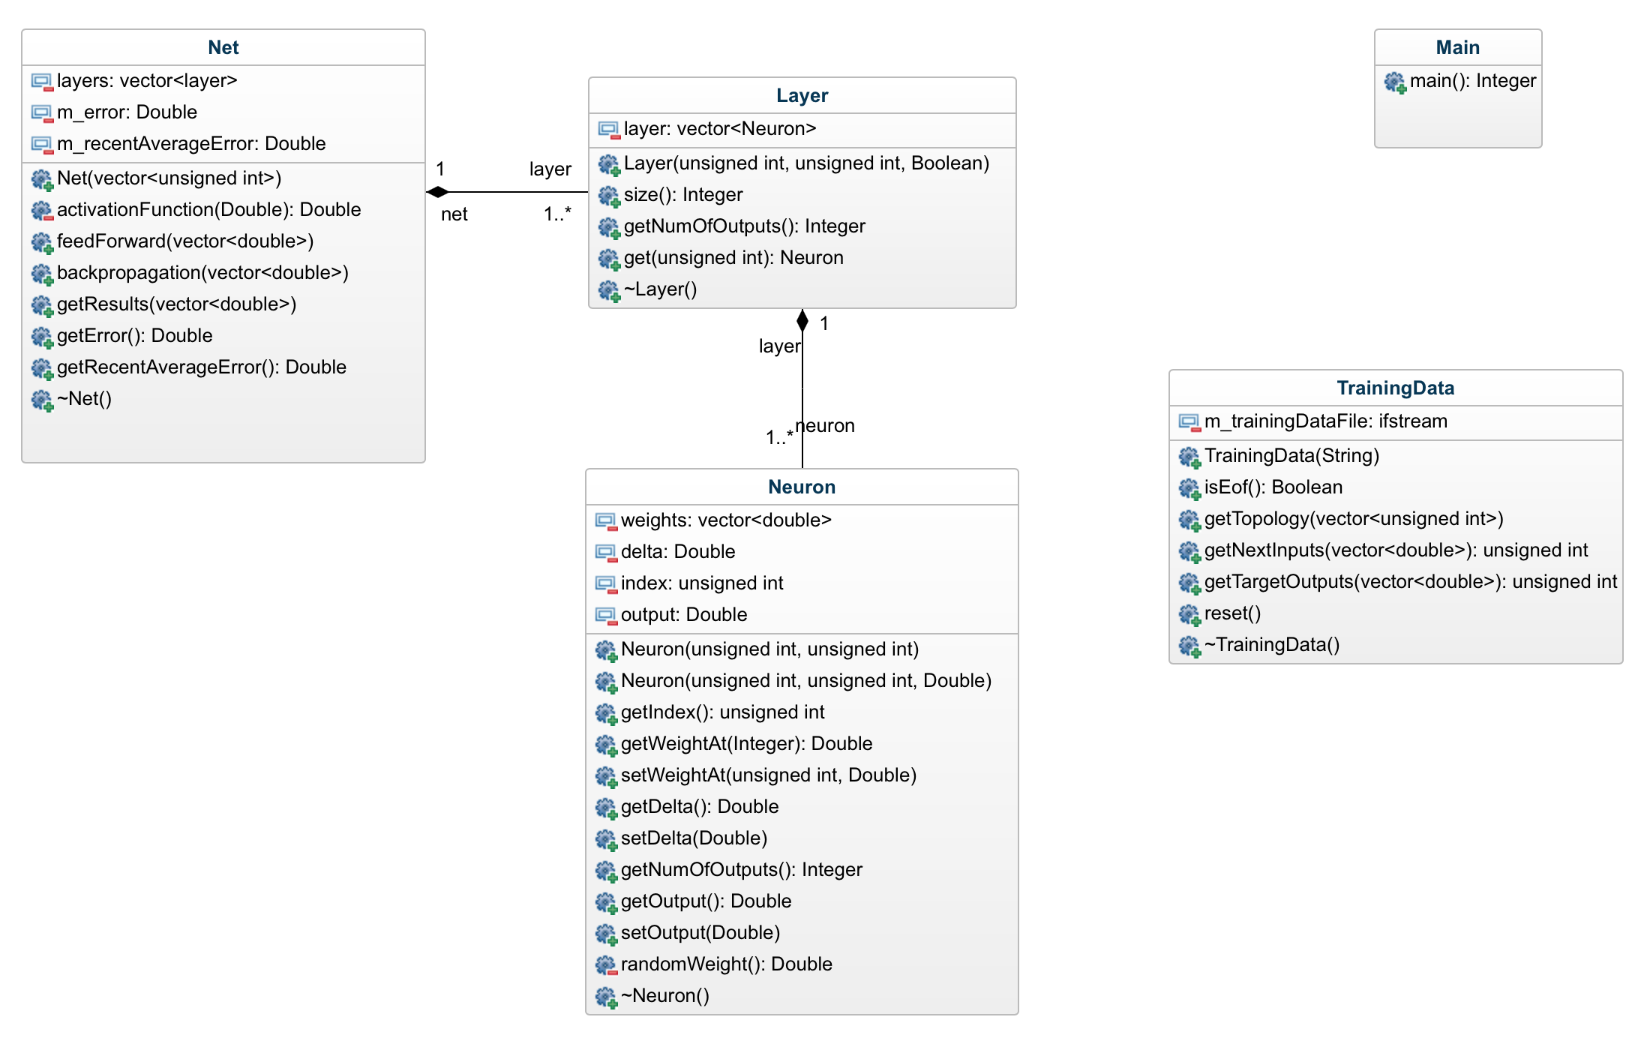 Net
layers: vector<layer>
m_error: Double
m_recentAverageError: Double
Net(vector<unsigned int>)
activationFunction(Double): Double
feedForward(vector<double>)
backpropagation(vector<double>)
getResults(vector<double>)
getError(): Double
getRecentAverageError(): Double
~Net()
1
net
layer
1..*
Layer
layer: vector<Neuron>
Layer(unsigned int, unsigned int, Boolean)
size(): Integer
getNumOfOutputs(): Integer
get(unsigned int): Neuron
~Layer()
1
layer
neuron
1..*
Neuron
weights: vector<double>
delta: Double
index: unsigned int
output: Double
Neuron(unsigned int, unsigned int)
Neuron(unsigned int, unsigned int, Double)
getIndex(): unsigned int
getWeightAt(Integer): Double
setWeightAt(unsigned int, Double)
getDelta(): Double
setDelta(Double)
getNumOfOutputs(): Integer
getOutput(): Double
setOutput(Double)
randomWeight(): Double
~Neuron()
Main
main(): Integer
TrainingData
m_trainingDataFile: ifstream
TrainingData(String)
isEof(): Boolean
getTopology(vector<unsigned int>)
getNextInputs(vector<double>): unsigned int
getTargetOutputs(vector<double>): unsigned int
reset()
~TrainingData()